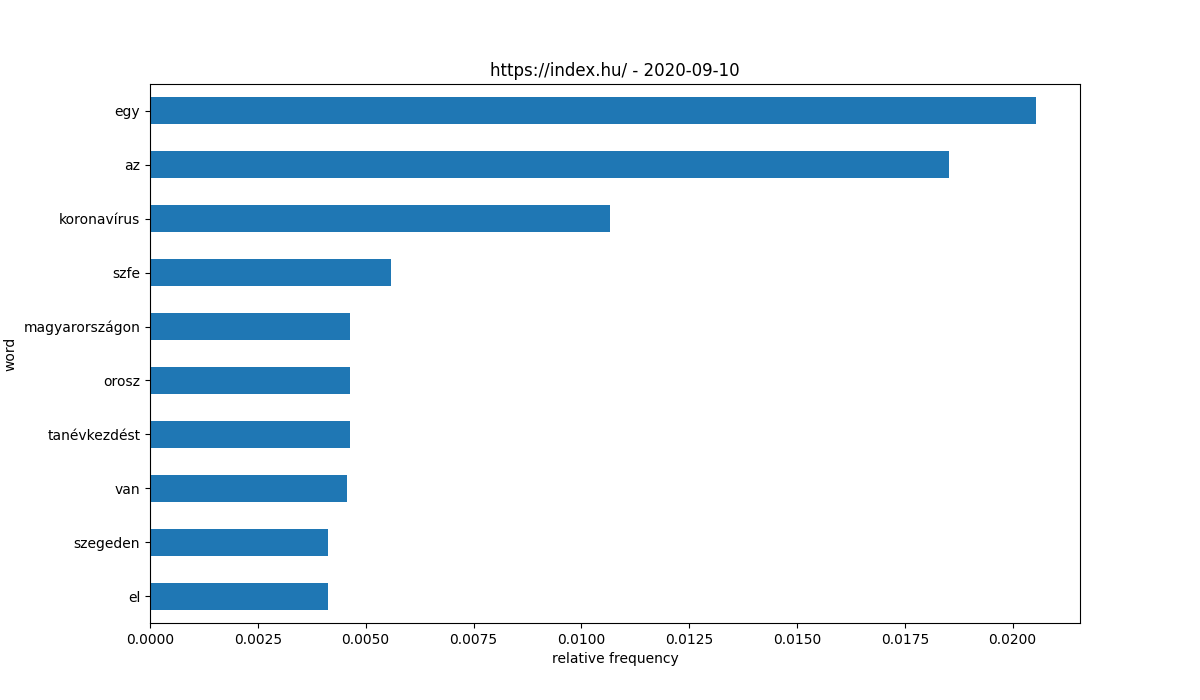 https://index.hu/ - 2020-09-10
egy
az
koronavírus
szfe
magyarországon
orosz
tanévkezdést
van
szegeden
el
word
0.0000 0.0025 0.0050 0.0075 0.0100 0.0125 0.0150 0.0175 0.0200
relative frequency